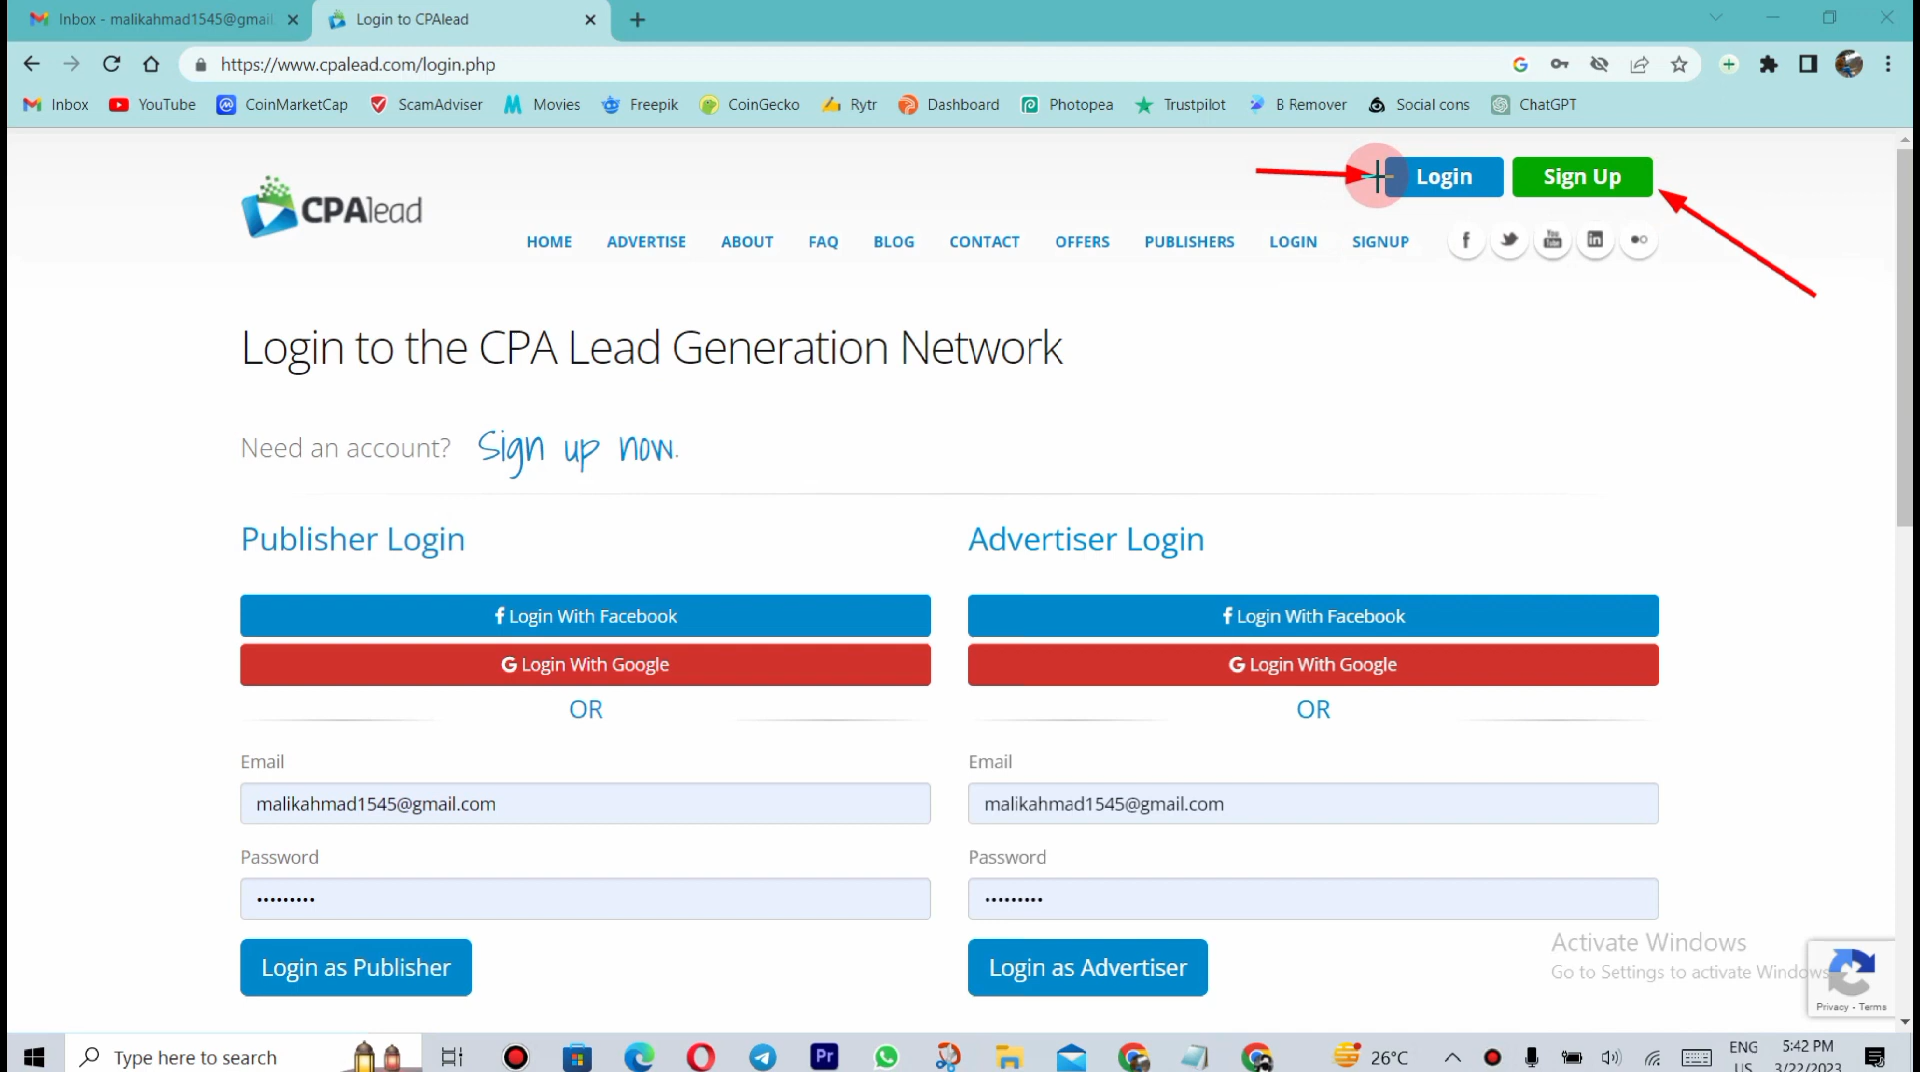 Inbox - malikahmad1545@gmail
Login to CPAlead
https://www.cpalead.com/login.php
Inbox
YouTube
CoinMarketCap
ScamAdviser
Movies
Freepik
CoinGecko
Rytr
Dashboard
Photopea
Trustpilot
B Remover
Social cons
ChatGPT
Login
Sign Up
CPAlead
HOME
ADVERTISE
ABOUT
FAQ
BLOG
CONTACT
OFFERS
PUBLISHERS
LOGIN
SIGNUP
Login to the CPA Lead Generation Network
Need an account? Sign up now.
Publisher Login
Advertiser Login
Login With Facebook
Login With Facebook
Login With Google
Login With Google
OR
OR
Email
Email
malikahmad1545@gmail.com
malikahmad1545@gmail.com
Password
Password
•••••••••
•••••••••
Login as Publisher
Login as Advertiser
Activate Windows
Go to Settings to activate Windows
Privacy - Terms
Type here to search
Pr
26°C
ENG
US
5:42 PM
3/22/2023